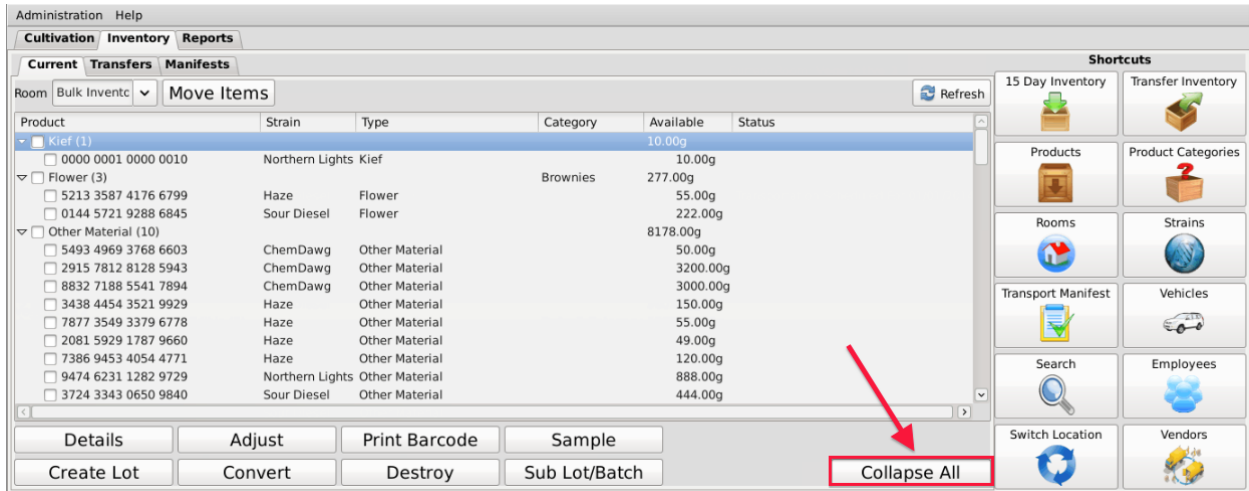 Administration Help
Cultivation Inventory Reports
Current Transfers Manifests
Room Bulk Inventc Move Items Refresh
Product Strain Type Category Available Status
Kief (1) 10.00g
0000 0001 0000 0010 Northern Lights Kief 10.00g
Flower (3) Brownies 277.00g
5213 3587 4176 6799 Haze Flower 55.00g
0144 5721 9288 6845 Sour Diesel Flower 222.00g
Other Material (10) 8178.00g
5493 4969 3768 6603 ChemDawg Other Material 50.00g
2915 7812 8128 5943 ChemDawg Other Material 3200.00g
8832 7188 5541 7894 ChemDawg Other Material 3000.00g
3438 4454 3521 9929 Haze Other Material 150.00g
7877 3549 3379 6778 Haze Other Material 55.00g
2081 5929 1787 9660 Haze Other Material 49.00g
7386 9453 4054 4771 Haze Other Material 120.00g
9474 6231 1282 9729 Northern Lights Other Material 888.00g
3724 3343 0650 9840 Sour Diesel Other Material 444.00g
Details Adjust Print Barcode Sample
Create Lot Convert Destroy Sub Lot/Batch Collapse All
Shortcuts
15 Day Inventory Transfer Inventory
Products Product Categories
Rooms Strains
Transport Manifest Vehicles
Search Employees
Switch Location Vendors